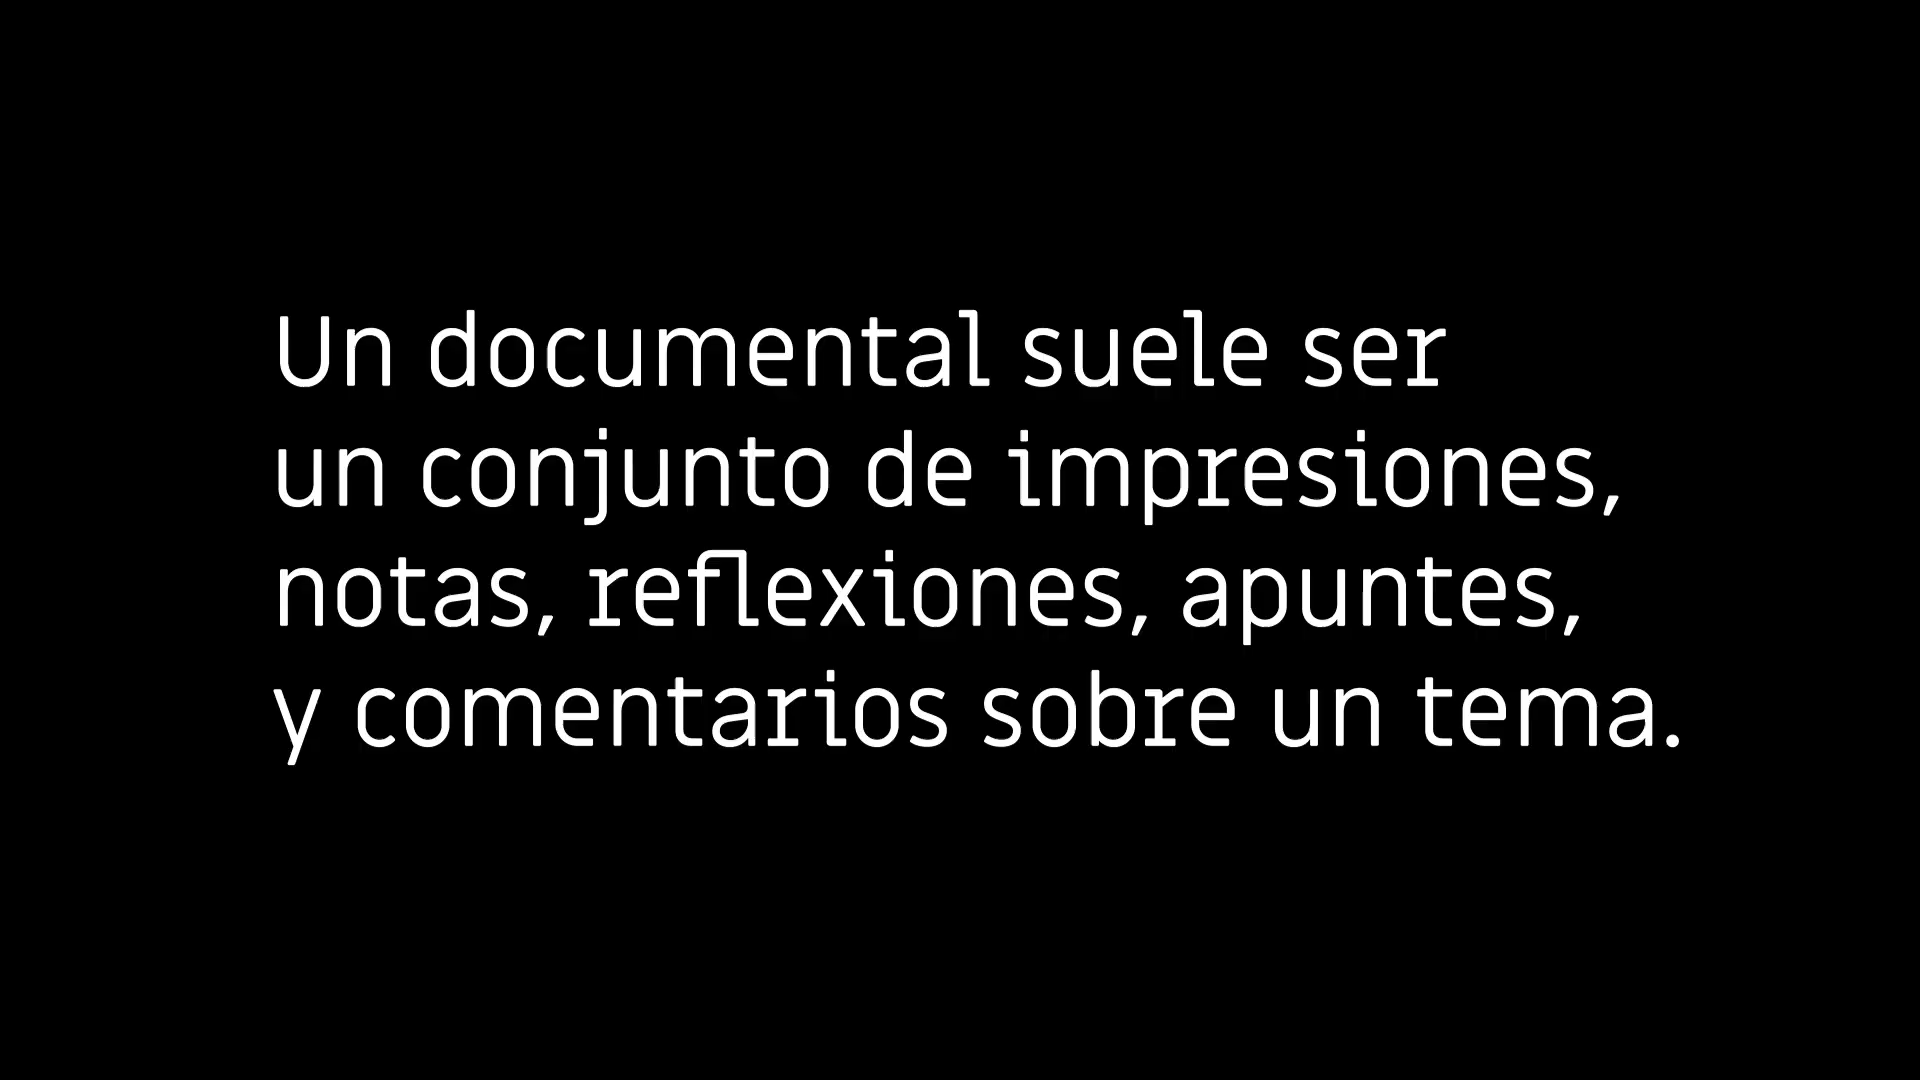 Un documental suele ser
un conjunto de impresiones,
notas, reflexiones, apuntes,
y comentarios sobre un tema.